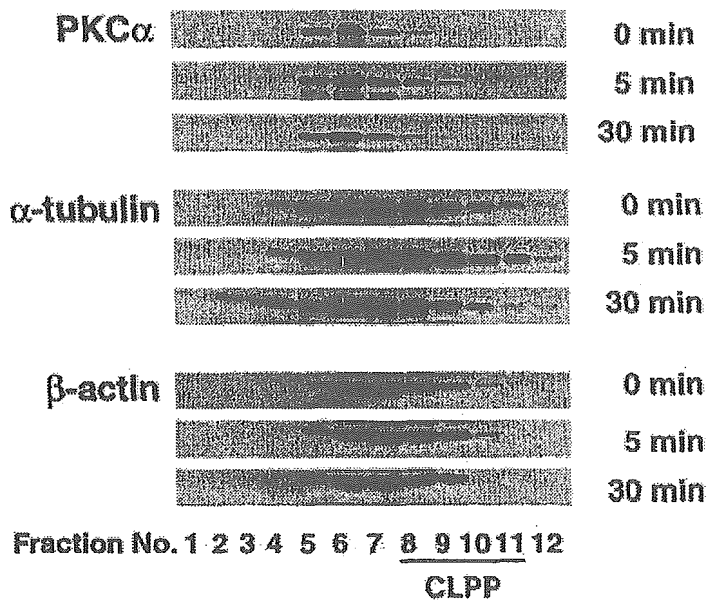 PKCα 0 min
5 min
30 min
α-tubulin 0 min
5 min
30 min
β-actin 0 min
5 min
30 min
Fraction No. 1 2 3 4 5 6 7 8 9 10 11 12
CLPP